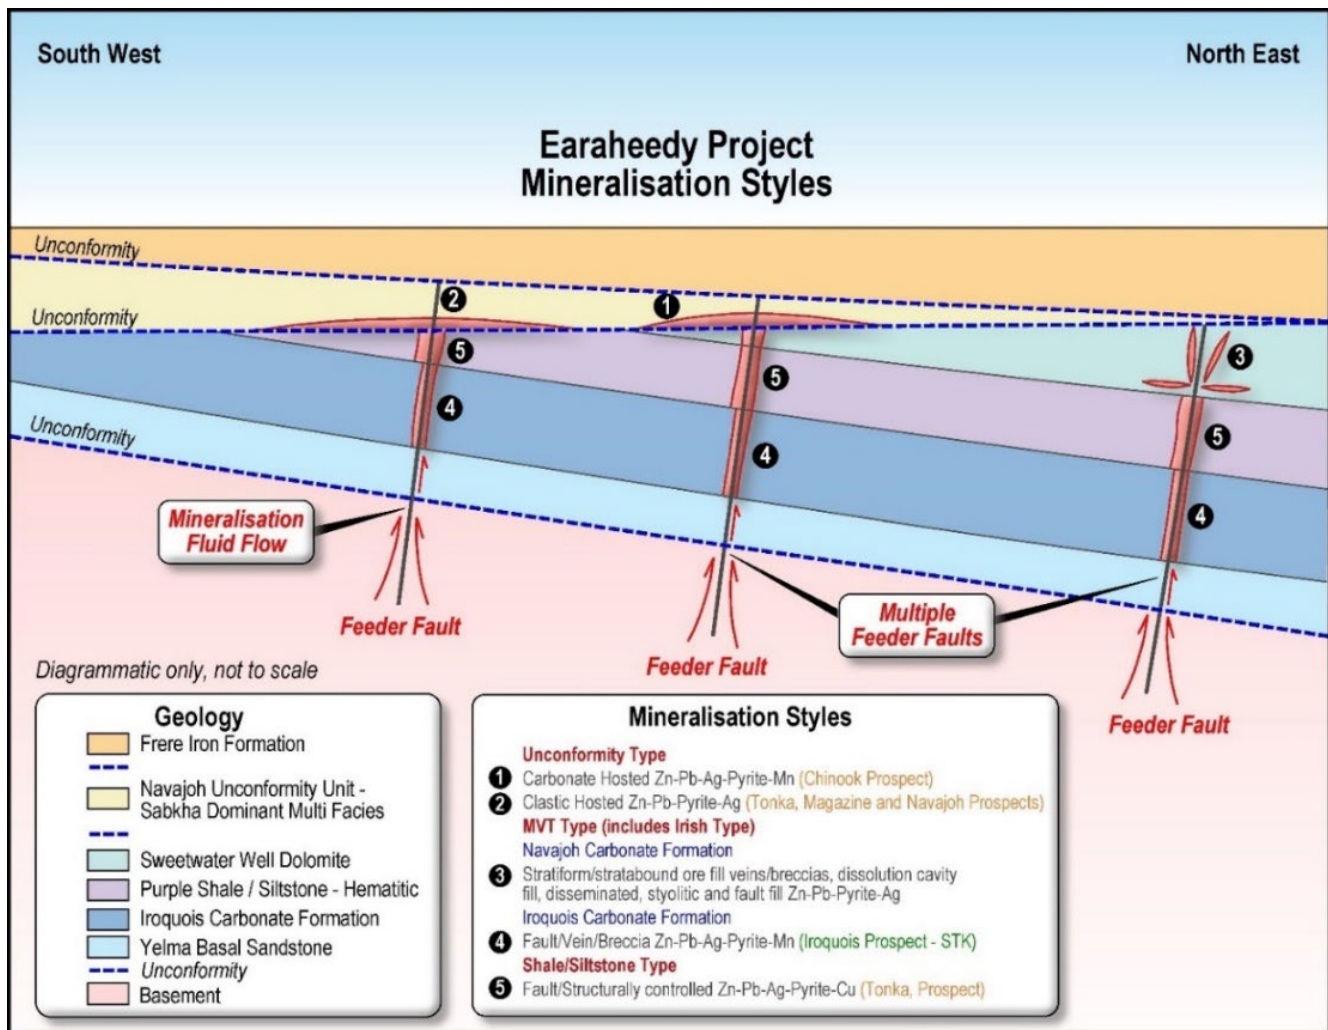 South West
North East
Earaheedy Project
Mineralisation Styles
Unconformity
2
1
Unconformity
3
5
5
5
4
4
4
Unconformity
Mineralisation
Fluid Flow
Feeder Fault
Multiple
Feeder Faults
Feeder Fault
Feeder Fault
Diagrammatic only, not to scale
Geology
Frere Iron Formation
Navajoh Unconformity Unit -
Sabkha Dominant Multi Facies
Sweetwater Well Dolomite
Purple Shale / Siltstone - Hematitic
Iroquois Carbonate Formation
Yelma Basal Sandstone
Unconformity
Basement
Mineralisation Styles
Unconformity Type
1 Carbonate Hosted Zn-Pb-Ag-Pyrite-Mn (Chinook Prospect)
2 Clastic Hosted Zn-Pb-Pyrite-Ag (Tonka, Magazine and Navajoh Prospects)
MVT Type (includes Irish Type)
Navajoh Carbonate Formation
3 Stratiform/stratabound ore fill veins/breccias, dissolution cavity
fill, disseminated, styolitic and fault fill Zn-Pb-Pyrite-Ag
Iroquois Carbonate Formation
4 Fault/Vein/Breccia Zn-Pb-Ag-Pyrite-Mn (Iroquois Prospect - STK)
Shale/Siltstone Type
5 Fault/Structurally controlled Zn-Pb-Ag-Pyrite-Cu (Tonka, Prospect)